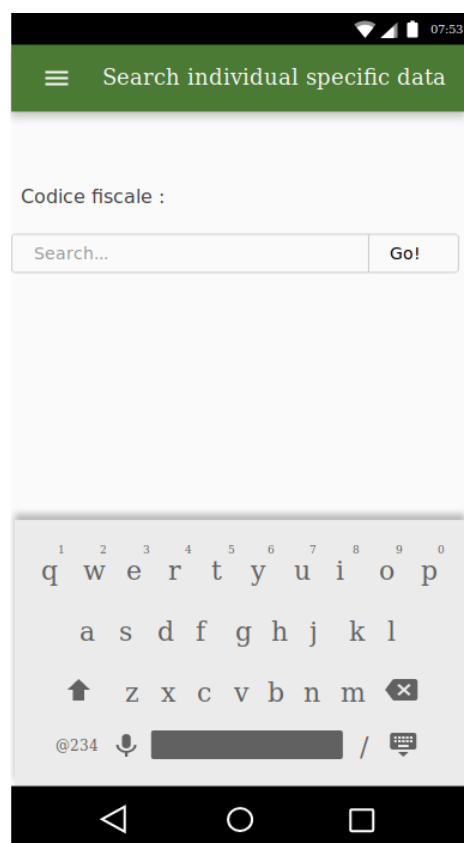 07:53
Search individual specific data
Codice fiscale :
Search...
Go!
1 2 3 4 5 6 7 8 9 0
q w e r t y u i o p
a s d f g h j k l
z x c v b n m
@234 /